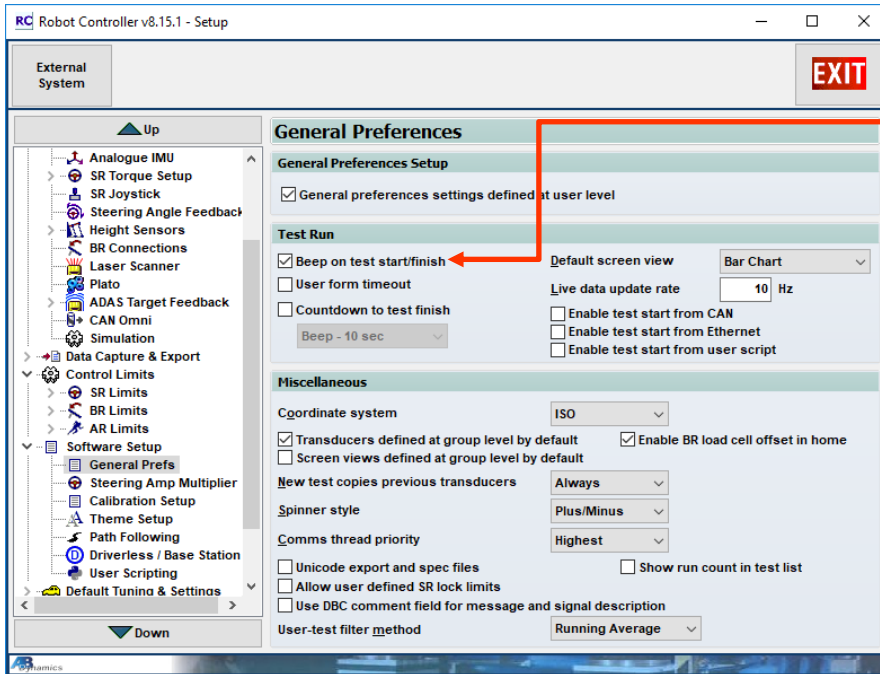 RC Robot Controller v8.15.1 - Setup
External
System
EXIT
Up
Analogue IMU
SR Torque Setup
SR Joystick
Steering Angle Feedback
Height Sensors
BR Connections
Laser Scanner
Plato
ADAS Target Feedback
CAN Omni
Simulation
Data Capture & Export
Control Limits
SR Limits
BR Limits
AR Limits
Software Setup
General Prefs
Steering Amp Multiplier
Calibration Setup
Theme Setup
Path Following
Driverless / Base Station
User Scripting
Default Tuning & Settings
Down
General Preferences
General Preferences Setup
General preferences settings defined at user level
Test Run
Beep on test start/finish
User form timeout
Countdown to test finish
Beep - 10 sec
Default screen view Bar Chart
Live data update rate 10 Hz
Enable test start from CAN
Enable test start from Ethernet
Enable test start from user script
Miscellaneous
Coordinate system ISO
Transducers defined at group level by default Enable BR load cell offset in home
Screen views defined at group level by default
New test copies previous transducers Always
Spinner style Plus/Minus
Comms thread priority Highest
Unicode export and spec files Show run count in test list
Allow user defined SR lock limits
Use DBC comment field for message and signal description
User-test filter method Running Average
AB Dynamics